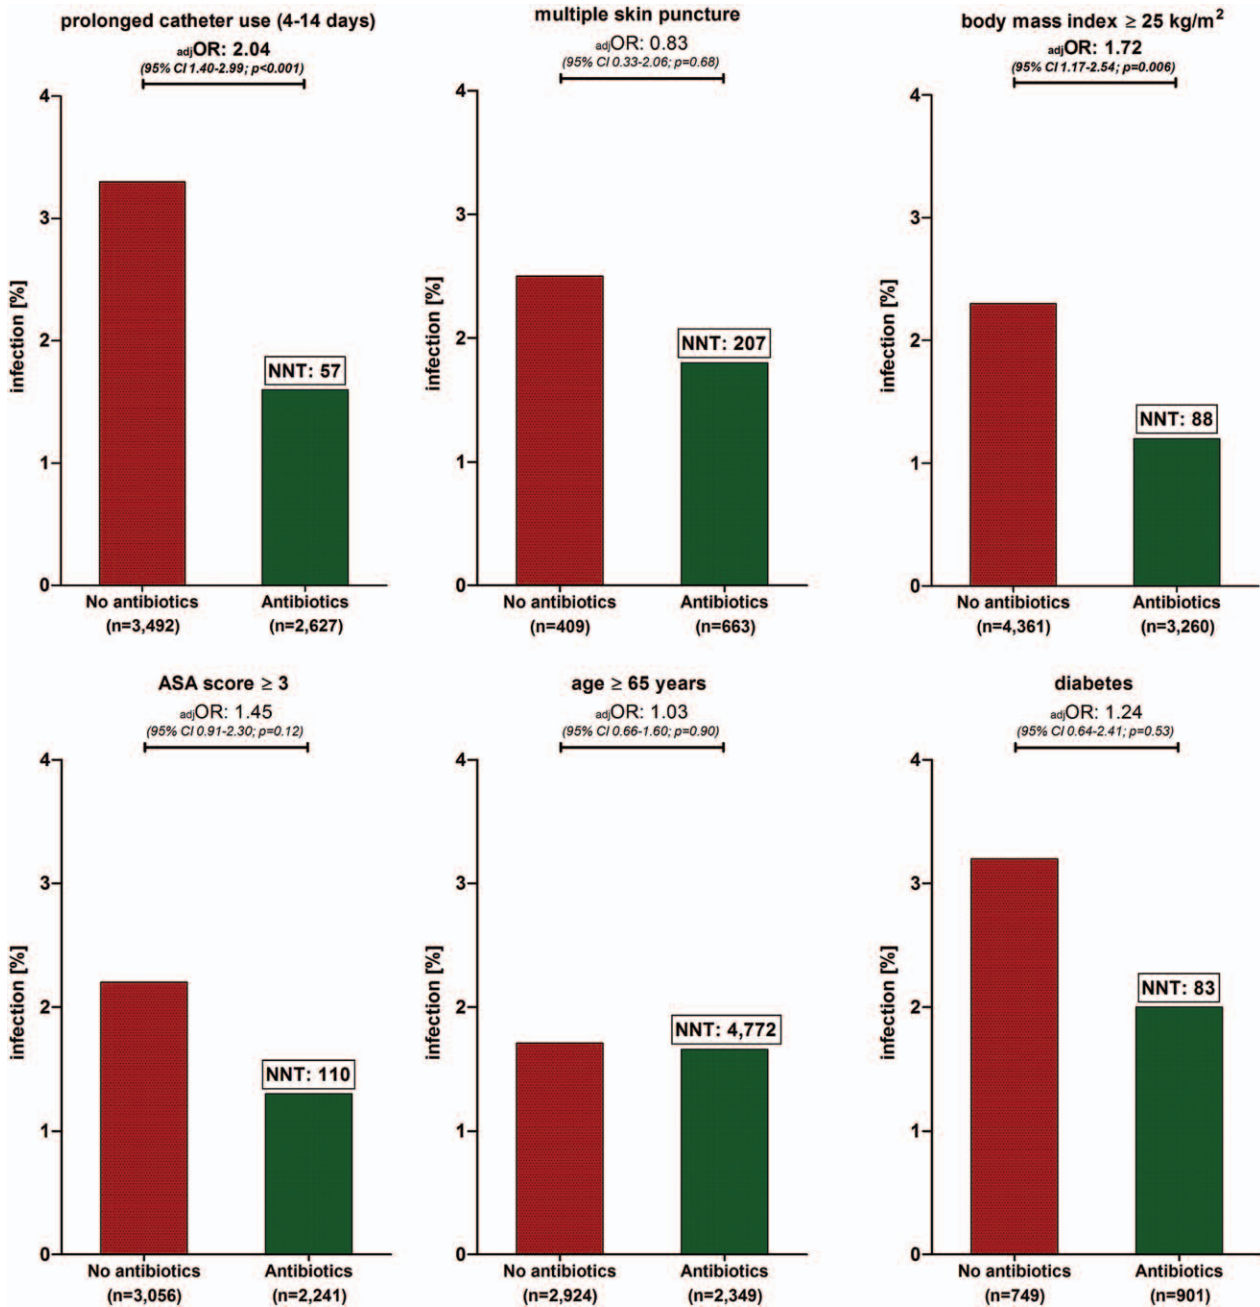 prolonged catheter use (4-14 days)
adjOR: 2.04
(95% CI 1.40-2.99; p<0.001)
4
3
2
1
0
infection [%]
NNT: 57
No antibiotics
(n=3,492)
Antibiotics
(n=2,627)
multiple skin puncture
adjOR: 0.83
(95% CI 0.33-2.06; p=0.68)
4
3
2
1
0
infection [%]
NNT: 207
No antibiotics
(n=409)
Antibiotics
(n=663)
body mass index ≥ 25 kg/m²
adjOR: 1.72
(95% CI 1.17-2.54; p=0.006)
4
3
2
1
0
infection [%]
NNT: 88
No antibiotics
(n=4,361)
Antibiotics
(n=3,260)
ASA score ≥ 3
adjOR: 1.45
(95% CI 0.91-2.30; p=0.12)
4
3
2
1
0
infection [%]
NNT: 110
No antibiotics
(n=3,056)
Antibiotics
(n=2,241)
age ≥ 65 years
adjOR: 1.03
(95% CI 0.66-1.60; p=0.90)
4
3
2
1
0
infection [%]
NNT: 4,772
No antibiotics
(n=2,924)
Antibiotics
(n=2,349)
diabetes
adjOR: 1.24
(95% CI 0.64-2.41; p=0.53)
4
3
2
1
0
infection [%]
NNT: 83
No antibiotics
(n=749)
Antibiotics
(n=901)